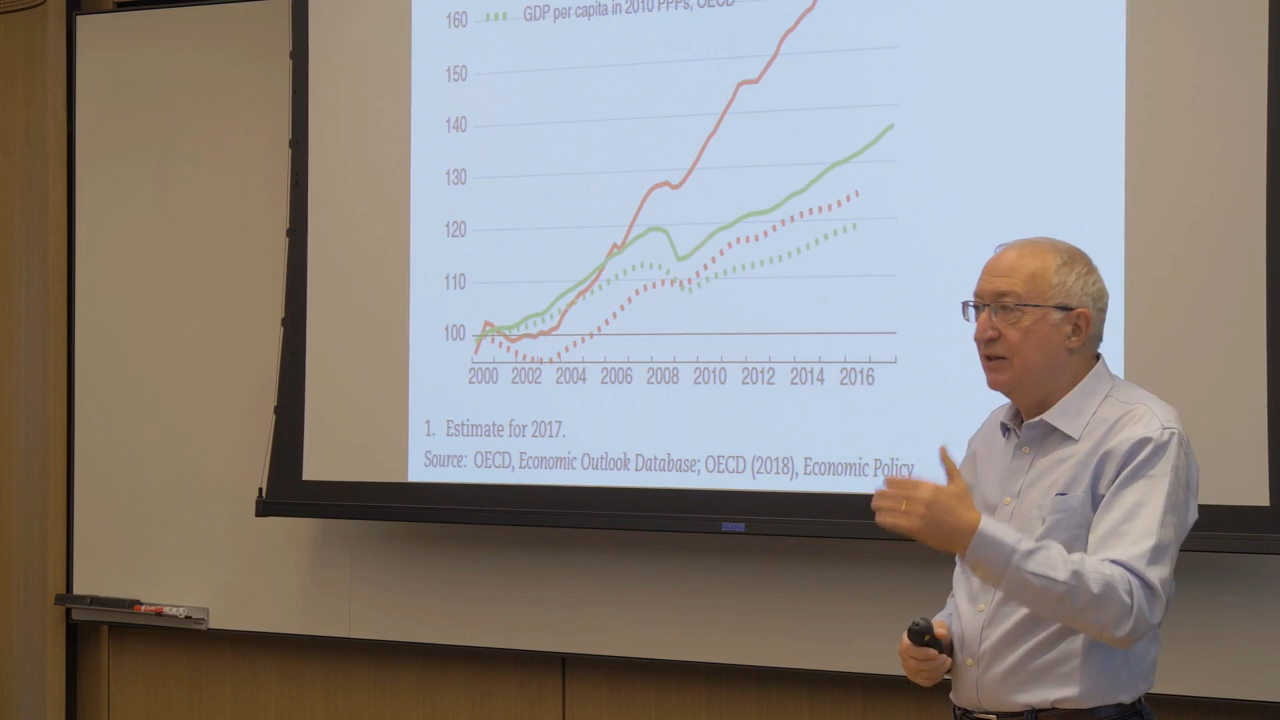 160
GDP per capita in 2010 PPPs, OECD
150
140
130
120
110
100
2000 2002 2004 2006 2008 2010 2012 2014 2016
1. Estimate for 2017.
Source: OECD, Economic Outlook Database; OECD (2018), Economic Policy